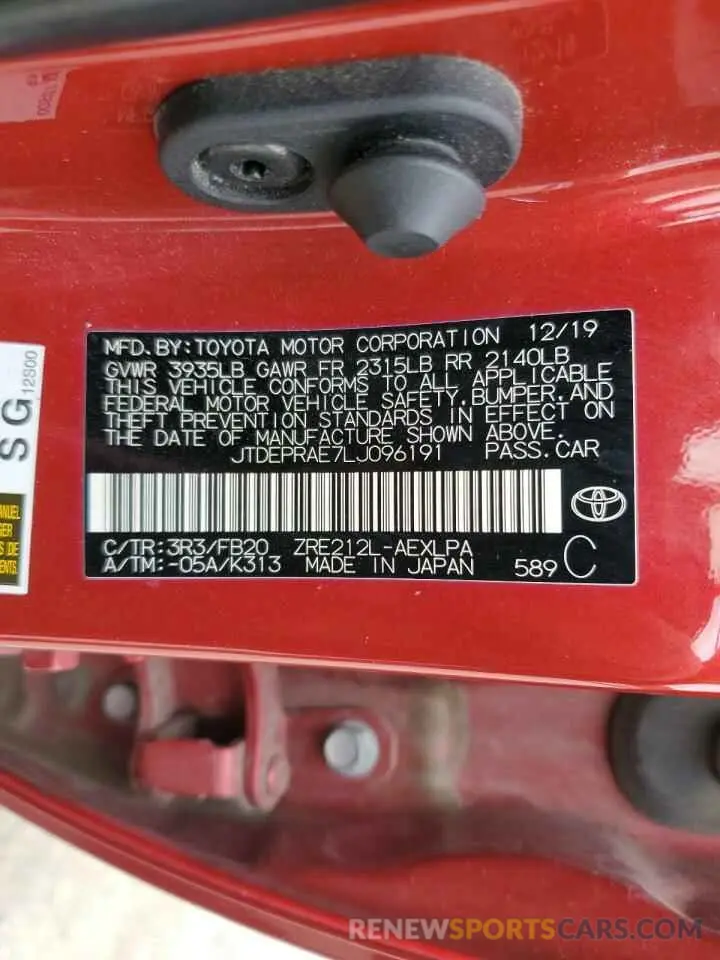 MFD. BY: TOYOTA MOTOR CORPORATION 12/19
GVWR 3935LB GAWR FR 2315LB RR 2140LB
THIS VEHICLE CONFORMS TO ALL APPLICABLE
FEDERAL MOTOR VEHICLE SAFETY, BUMPER, AND
THEFT PREVENTION STANDARDS IN EFFECT ON
THE DATE OF MANUFACTURE SHOWN ABOVE.
JTDEPRAE7LJ096191 PASS. CAR
C/TR: 3R3/FB20 ZRE212L-AEXLPA
A/TM: -05A/K313 MADE IN JAPAN 589 C
SG
12S00
RENEWSPORTSCARS.COM